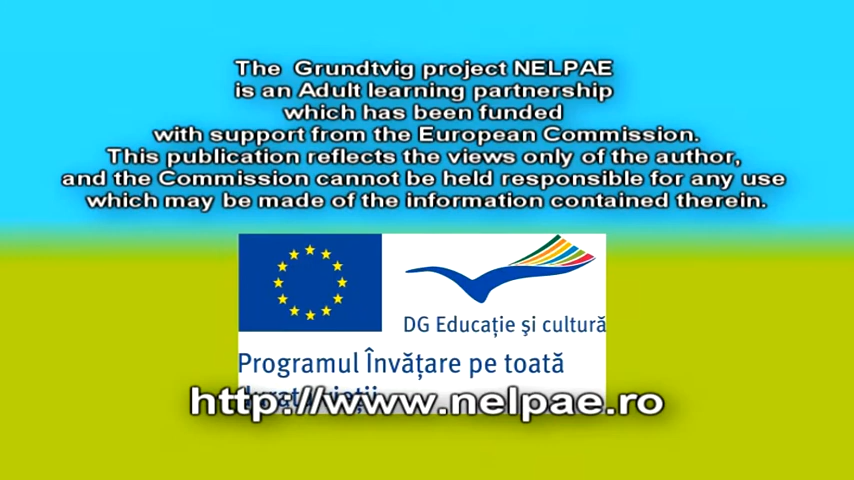 The Grundtvig project NELPAE
is an Adult learning partnership
which has been funded
with support from the European Commission.
This publication reflects the views only of the author,
and the Commission cannot be held responsible for any use
which may be made of the information contained therein.
DG Educație şi cultură
Programul Învățare pe toată
http://www.nelpae.ro